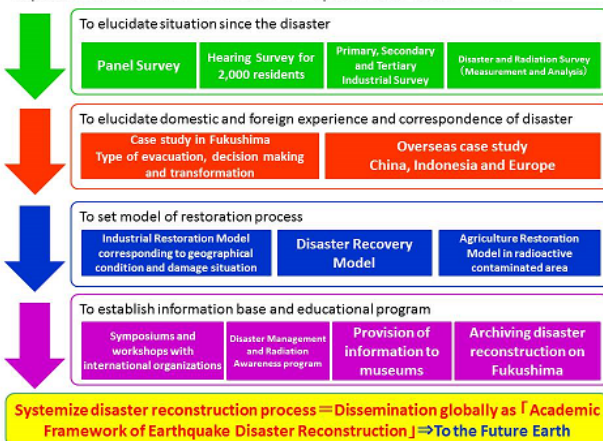 To elucidate situation since the disaster
Panel Survey
Hearing Survey for
2,000 residents
Primary, Secondary
and Tertiary
Industrial Survey
Disaster and Radiation Survey
(Measurement and Analysis)
To elucidate domestic and foreign experience and correspondence of disaster
Case study in Fukushima
Type of evacuation, decision making
and transformation
Overseas case study
China, Indonesia and Europe
To set model of restoration process
Industrial Restoration Model
corresponding to geographical
condition and damage situation
Disaster Recovery
Model
Agriculture Restoration
Model in radioactive
contaminated area
To establish information base and educational program
Symposiums and
workshops with
international organizations
Disaster Management
and Radiation
Awareness program
Provision of
information to
museums
Archiving disaster
reconstruction on
Fukushima
Systemize disaster reconstruction process＝Dissemination globally as「Academic
Framework of Earthquake Disaster Reconstruction」⇒To the Future Earth